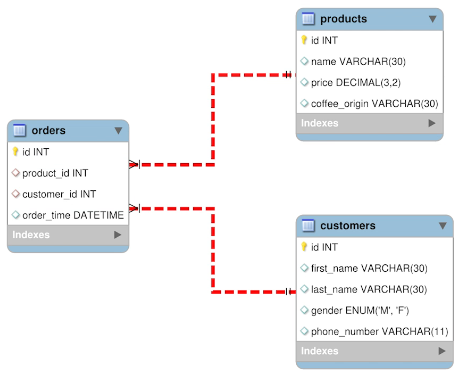 products
id INT
name VARCHAR(30)
price DECIMAL(3,2)
coffee_origin VARCHAR(30)
Indexes
orders
id INT
product_id INT
customer_id INT
order_time DATETIME
Indexes
customers
id INT
first_name VARCHAR(30)
last_name VARCHAR(30)
gender ENUM('M', 'F')
phone_number VARCHAR(11)
Indexes